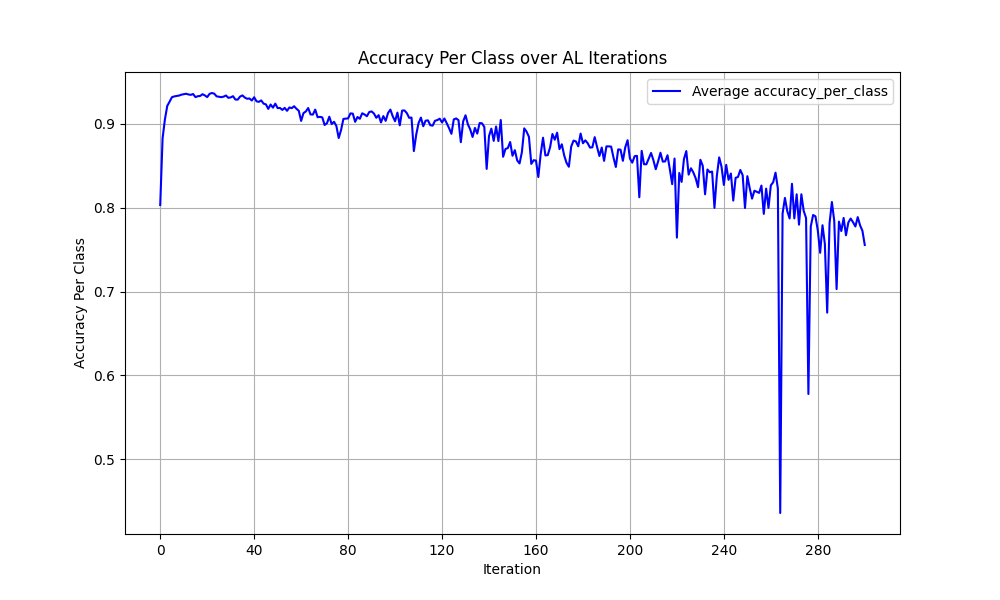 Accuracy Per Class over AL Iterations
Average accuracy_per_class
Accuracy Per Class
0.9
0.8
0.7
0.6
0.5
0 40 80 120 160 200 240 280
Iteration